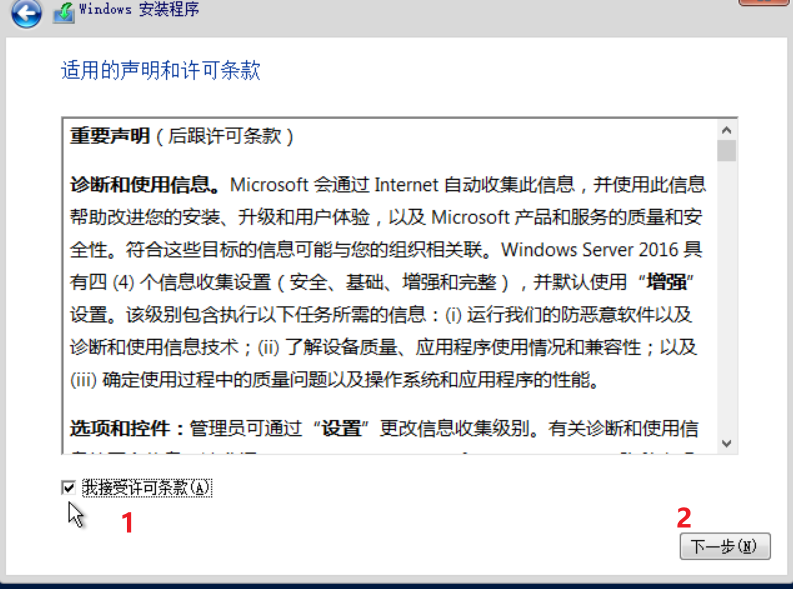 Windows 安装程序
适用的声明和许可条款
重要声明（后跟许可条款）
诊断和使用信息。Microsoft 会通过 Internet 自动收集此信息，并使用此信息
帮助改进您的安装、升级和用户体验，以及 Microsoft 产品和服务的质量和安
全性。符合这些目标的信息可能与您的组织相关联。Windows Server 2016 具
有四 (4) 个信息收集设置（安全、基础、增强和完整），并默认使用“增强”
设置。该级别包含执行以下任务所需的信息：(i) 运行我们的防恶意软件以及
诊断和使用信息技术；(ii) 了解设备质量、应用程序使用情况和兼容性；以及
(iii) 确定使用过程中的质量问题以及操作系统和应用程序的性能。
选项和控件：管理员可通过“设置”更改信息收集级别。有关诊断和使用信
我接受许可条款(A)
1
2
下一步(N)